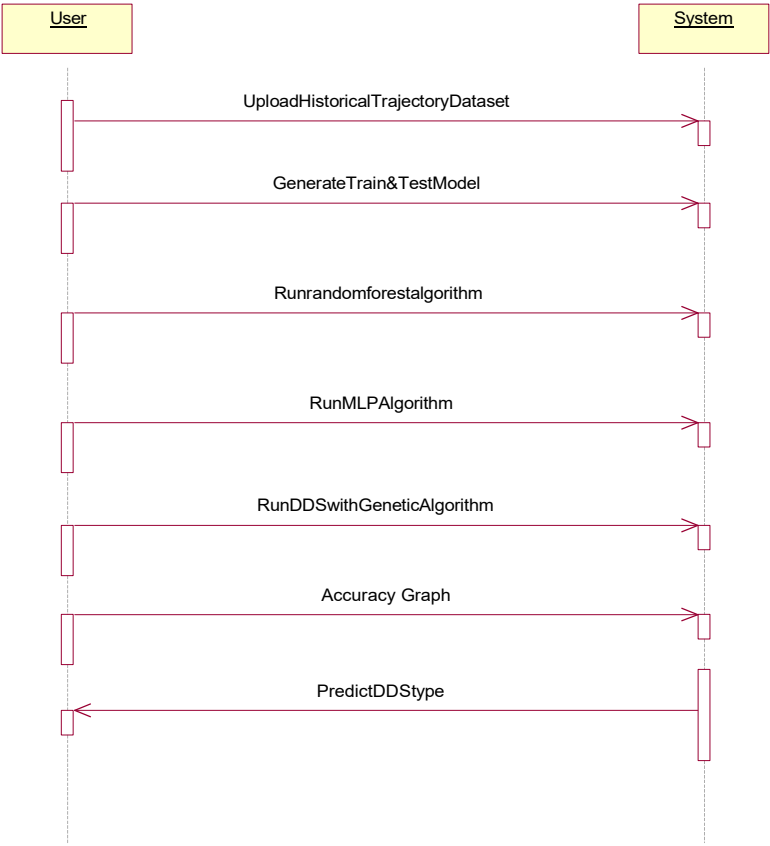 User
System
UploadHistoricalTrajectoryDataset
GenerateTrain&TestModel
Runrandomforestalgorithm
RunMLPAlgorithm
RunDDSwithGeneticAlgorithm
Accuracy Graph
PredictDDStype